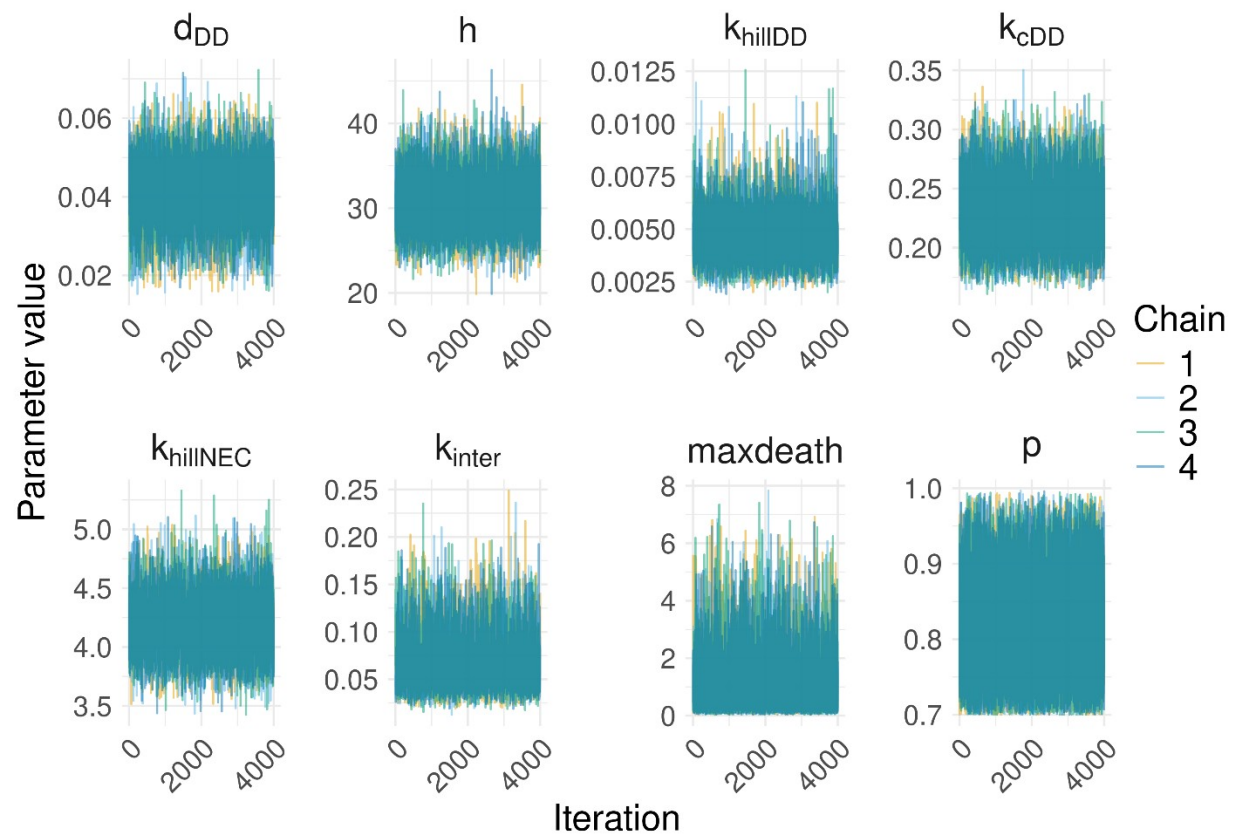 d_DD
h
k_hillDD
k_cDD
0.06
0.04
0.02
40
30
20
0.0125
0.0100
0.0075
0.0050
0.0025
0.35
0.30
0.25
0.20
0 2000 4000
0 2000 4000
0 2000 4000
0 2000 4000
Parameter value
Chain
1
2
3
4
k_hillNEC
k_inter
maxdeath
p
5.0
4.5
4.0
3.5
0.25
0.20
0.15
0.10
0.05
8
6
4
2
0
1.0
0.9
0.8
0.7
0 2000 4000
0 2000 4000
0 2000 4000
0 2000 4000
Iteration